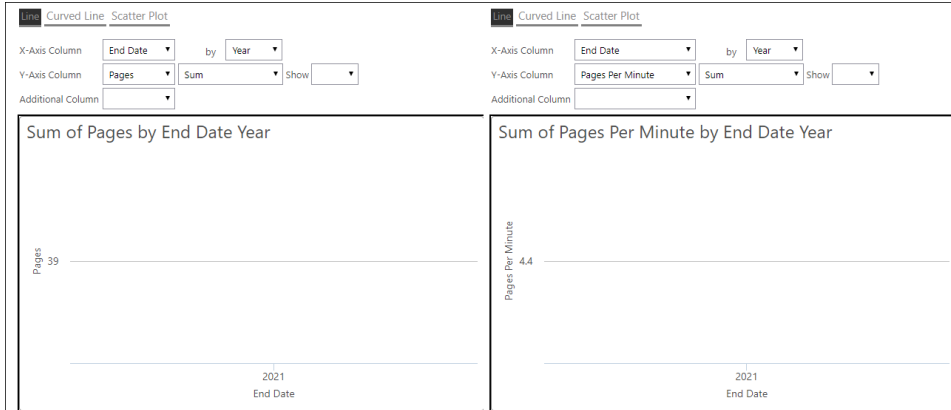 Line Curved Line Scatter Plot
X-Axis Column End Date by Year
Y-Axis Column Pages Sum Show
Additional Column
Sum of Pages by End Date Year
Pages
39
2021
End Date
Line Curved Line Scatter Plot
X-Axis Column End Date by Year
Y-Axis Column Pages Per Minute Sum Show
Additional Column
Sum of Pages Per Minute by End Date Year
Pages Per Minute
4.4
2021
End Date